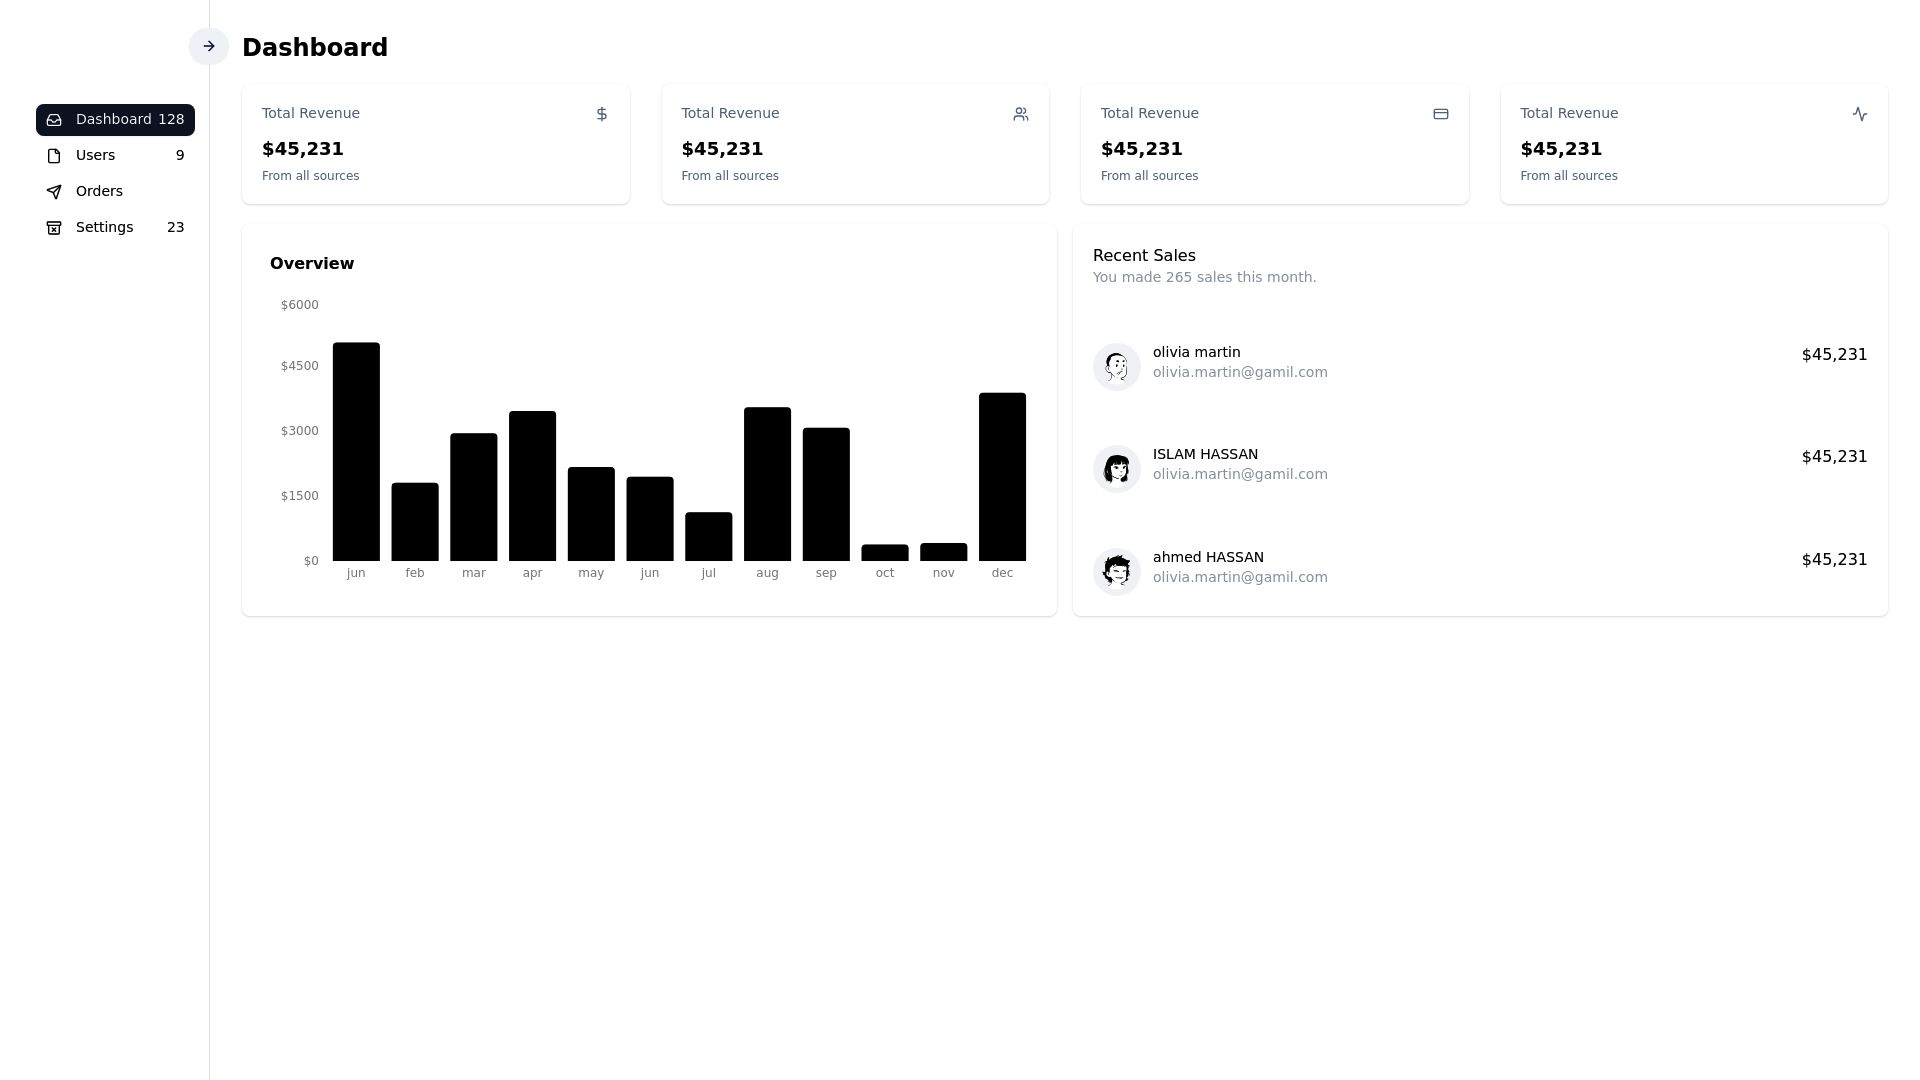 Dashboard
Dashboard 128
Users 9
Orders
Settings 23
Total Revenue
$45,231
From all sources
Total Revenue
$45,231
From all sources
Total Revenue
$45,231
From all sources
Total Revenue
$45,231
From all sources
Overview
$6000
$4500
$3000
$1500
$0
jun feb mar apr may jun jul aug sep oct nov dec
Recent Sales
You made 265 sales this month.
olivia martin
olivia.martin@gamil.com
$45,231
ISLAM HASSAN
olivia.martin@gamil.com
$45,231
ahmed HASSAN
olivia.martin@gamil.com
$45,231